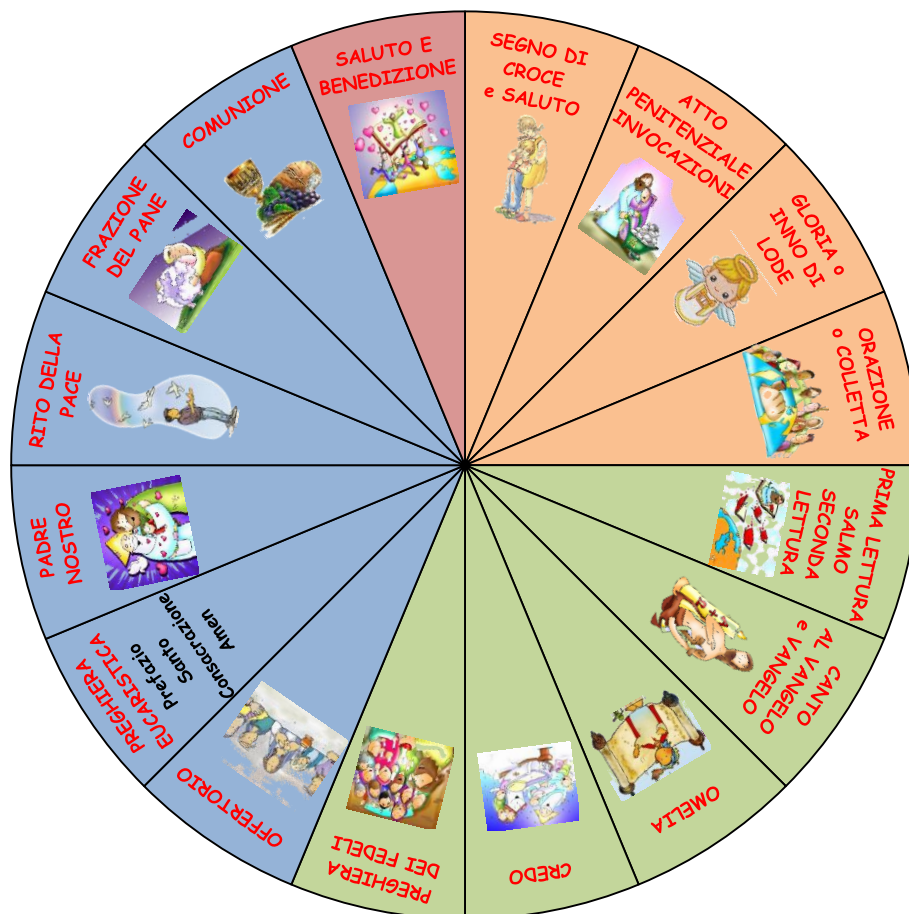 SEGNO DI
CROCE
e SALUTO
ATTO
PENITENZIALE
INVOCAZIONI
GLORIA o
INNO DI
LODE
ORAZIONE
o COLLETTA
PRIMA LETTURA
SALMO
SECONDA
LETTURA
CANTO
AL VANGELO
e VANGELO
OMELIA
CREDO
PREGHIERA
DEI FEDELI
OFFERTORIO
PREGHIERA
EUCARISTICA
Prefazio
Santo
Consacrazione
Amen
PADRE
NOSTRO
RITO DELLA
PACE
FRAZIONE
DEL PANE
COMUNIONE
SALUTO E
BENEDIZIONE